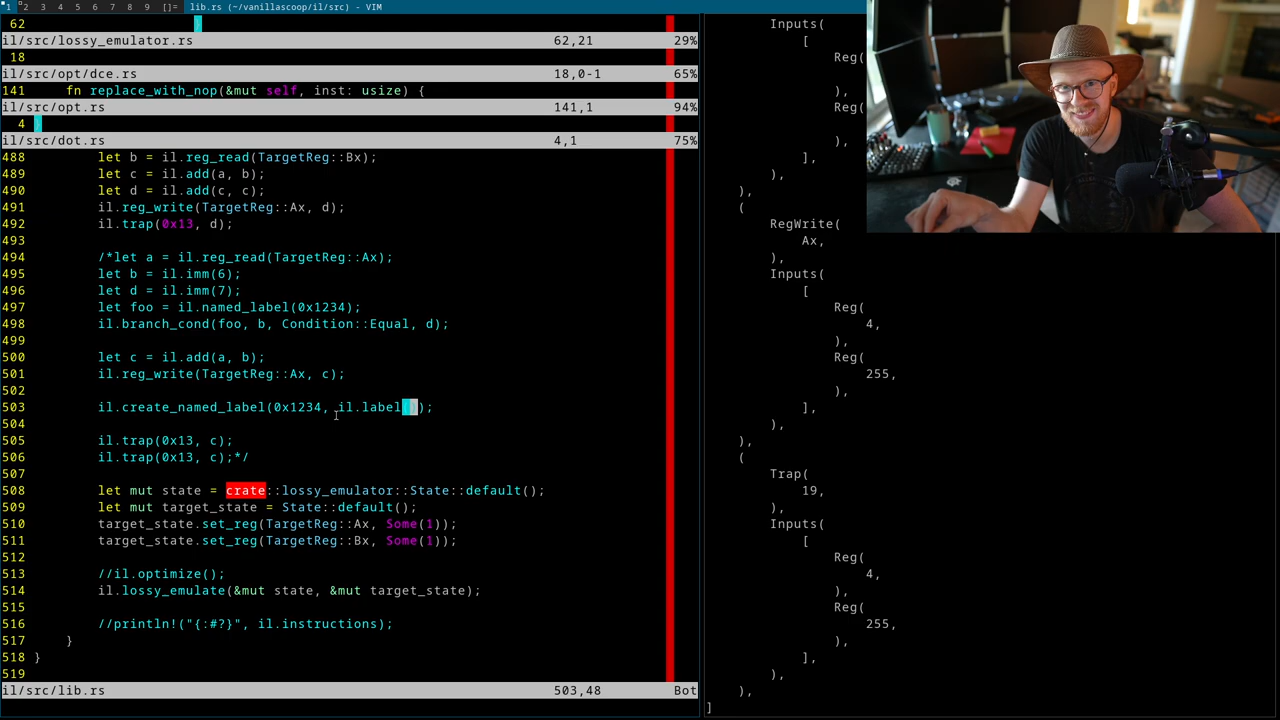 1 2 3 4 5 6 7 8 9 []= lib.rs (~/vanillascoop/il/src) - VIM
62 }
il/src/lossy_emulator.rs 62,21 29%
18
il/src/opt/dce.rs 18,0-1 65%
141 fn replace_with_nop(&mut self, inst: usize) {
il/src/opt.rs 141,1 94%
4 }
il/src/dot.rs 4,1 75%
488 let b = il.reg_read(TargetReg::Bx);
489 let c = il.add(a, b);
490 let d = il.add(c, c);
491 il.reg_write(TargetReg::Ax, d);
492 il.trap(0x13, d);
493
494 /*let a = il.reg_read(TargetReg::Ax);
495 let b = il.imm(6);
496 let d = il.imm(7);
497 let foo = il.named_label(0x1234);
498 il.branch_cond(foo, b, Condition::Equal, d);
499
500 let c = il.add(a, b);
501 il.reg_write(TargetReg::Ax, c);
502
503 il.create_named_label(0x1234, il.label());
504
505 il.trap(0x13, c);
506 il.trap(0x13, c);*/
507
508 let mut state = crate::lossy_emulator::State::default();
509 let mut target_state = State::default();
510 target_state.set_reg(TargetReg::Ax, Some(1));
511 target_state.set_reg(TargetReg::Bx, Some(1));
512
513 //il.optimize();
514 il.lossy_emulate(&mut state, &mut target_state);
515
516 //println!("{:#?}", il.instructions);
517 }
518 }
519
il/src/lib.rs 503,48 Bot
Inputs(
[
Reg(
),
Reg(
),
],
),
),
(
RegWrite(
Ax,
),
Inputs(
[
Reg(
4,
),
Reg(
255,
),
],
),
),
(
Trap(
19,
),
Inputs(
[
Reg(
4,
),
Reg(
255,
),
],
),
),
]